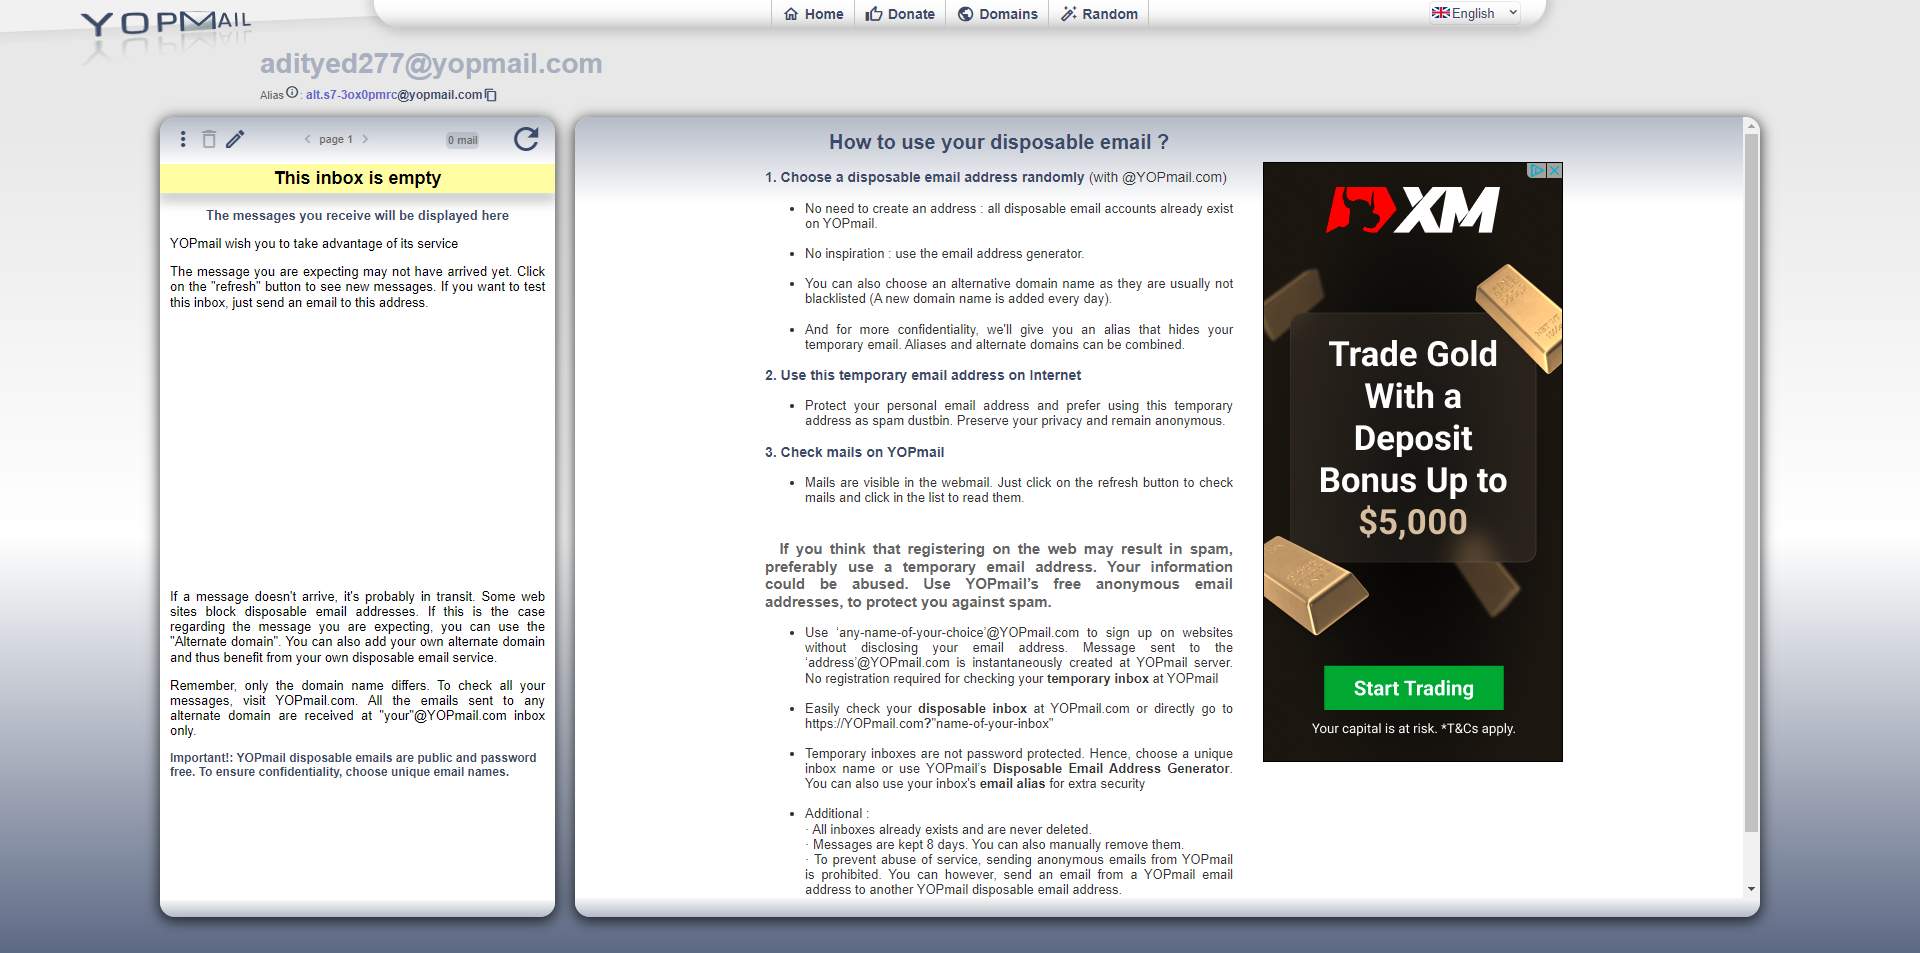 YOPMAIL
Home
Donate
Domains
Random
English
adityed277@yopmail.com
Alias : alt.s7-3ox0pmrc@yopmail.com
page 1
0 mail
This inbox is empty
The messages you receive will be displayed here
YOPmail wish you to take advantage of its service
The message you are expecting may not have arrived yet. Click
on the "refresh" button to see new messages. If you want to test
this inbox, just send an email to this address.
If a message doesn't arrive, it's probably in transit. Some web
sites block disposable email addresses. If this is the case
regarding the message you are expecting, you can use the
"Alternate domain". You can also add your own alternate domain
and thus benefit from your own disposable email service.
Remember, only the domain name differs. To check all your
messages, visit YOPmail.com. All the emails sent to any
alternate domain are received at "your"@YOPmail.com inbox
only.
Important!: YOPmail disposable emails are public and password
free. To ensure confidentiality, choose unique email names.
How to use your disposable email ?
1. Choose a disposable email address randomly (with @YOPmail.com)
• No need to create an address : all disposable email accounts already exist
on YOPmail.
• No inspiration : use the email address generator.
• You can also choose an alternative domain name as they are usually not
blacklisted (A new domain name is added every day).
• And for more confidentiality, we'll give you an alias that hides your
temporary email. Aliases and alternate domains can be combined.
2. Use this temporary email address on Internet
• Protect your personal email address and prefer using this temporary
address as spam dustbin. Preserve your privacy and remain anonymous.
3. Check mails on YOPmail
• Mails are visible in the webmail. Just click on the refresh button to check
mails and click in the list to read them.
If you think that registering on the web may result in spam,
preferably use a temporary email address. Your information
could be abused. Use YOPmail’s free anonymous email
addresses, to protect you against spam.
• Use ‘any-name-of-your-choice’@YOPmail.com to sign up on websites
without disclosing your email address. Message sent to the
‘address’@YOPmail.com is instantaneously created at YOPmail server.
No registration required for checking your temporary inbox at YOPmail
• Easily check your disposable inbox at YOPmail.com or directly go to
https://YOPmail.com?"name-of-your-inbox"
• Temporary inboxes are not password protected. Hence, choose a unique
inbox name or use YOPmail’s Disposable Email Address Generator.
You can also use your inbox's email alias for extra security
• Additional :
· All inboxes already exists and are never deleted.
· Messages are kept 8 days. You can also manually remove them.
· To prevent abuse of service, sending anonymous emails from YOPmail
is prohibited. You can however, send an email from a YOPmail email
address to another YOPmail disposable email address.
XM
Trade Gold
With a
Deposit
Bonus Up to
$5,000
Start Trading
Your capital is at risk. *T&Cs apply.